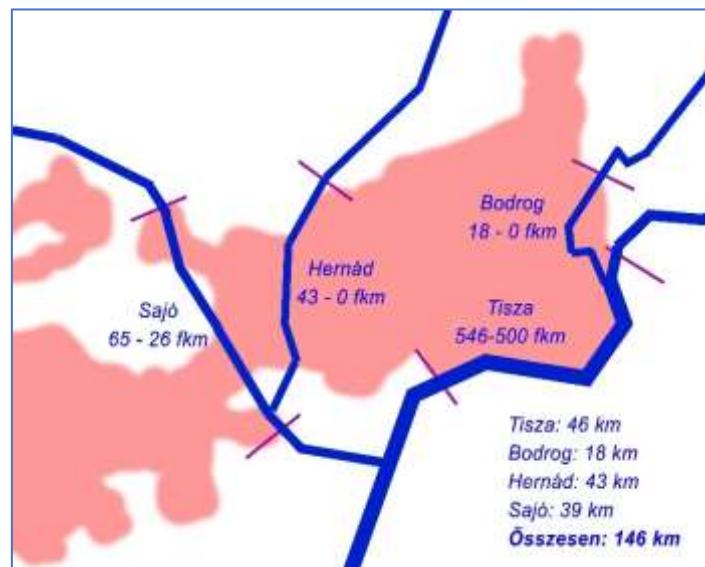 Bodrog
18 - 0 fkm
Hernád
43 - 0 fkm
Sajó
65 - 26 fkm
Tisza
546-500 fkm
Tisza: 46 km
Bodrog: 18 km
Hernád: 43 km
Sajó: 39 km
Összesen: 146 km